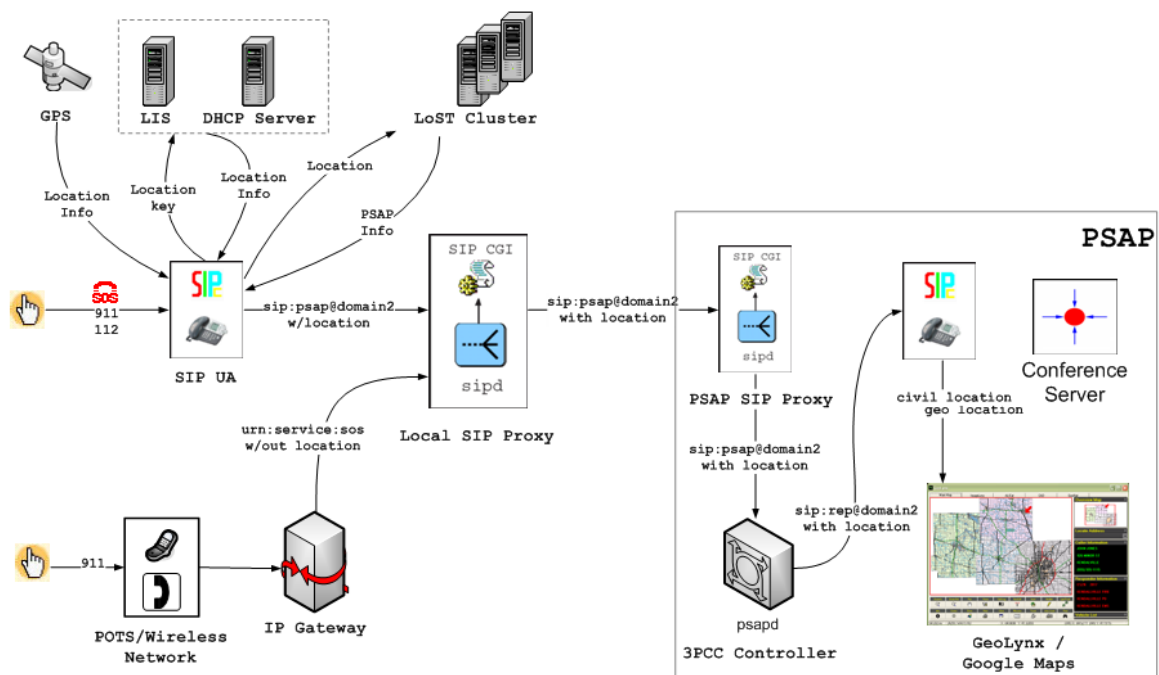 GPS
LIS
DHCP Server
LoST Cluster
Location
Info
Location
key
Location
Info
Location
PSAP
Info
SOS
911
112
SIP
SIP UA
sip:psap@domain2
w/location
SIP CGI
sipd
Local SIP Proxy
sip:psap@domain2
with location
urn:service:sos
w/out location
911
POTS/Wireless
Network
IP Gateway
PSAP
SIP CGI
sipd
PSAP SIP Proxy
sip:psap@domain2
with location
psapd
3PCC Controller
sip:rep@domain2
with location
SIP
Conference
Server
civil location
geo location
GeoLynx /
Google Maps